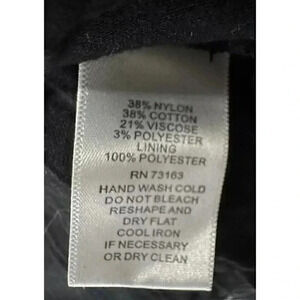 38% NYLON
38% COTTON
21% VISCOSE
3% POLYESTER
LINING
100% POLYESTER
RN 73163
HAND WASH COLD
DO NOT BLEACH
RESHAPE AND
DRY FLAT
COOL IRON
IF NECESSARY
OR DRY CLEAN